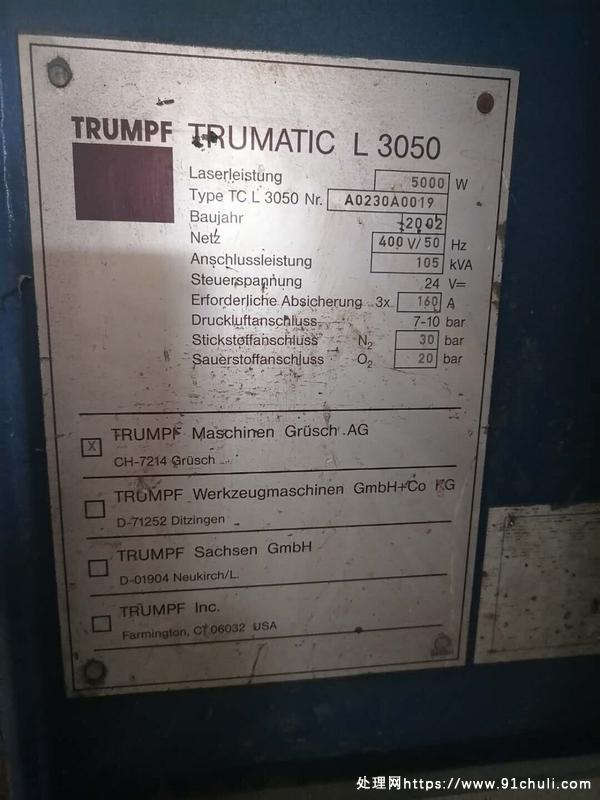 TRUMPF TRUMATIC L 3050
Laserleistung 5000 W
Type TC L 3050 Nr. A0230A0019
Baujahr 2002
Netz 400 V/50 Hz
Anschlussleistung 105 kVA
Steuerspannung 24 V=
Erforderliche Absicherung 3x 160 A
Druckluftanschluss 7-10 bar
Stickstoffanschluss N₂ 30 bar
Sauerstoffanschluss O₂ 20 bar
X TRUMPF Maschinen Grüsch AG
CH-7214 Grüsch
TRUMPF Werkzeugmaschinen GmbH+Co KG
D-71252 Ditzingen
TRUMPF Sachsen GmbH
D-01904 Neukirch/L.
TRUMPF Inc.
Farmington, CT 06032 USA
处理网https://www.91chuli.com/